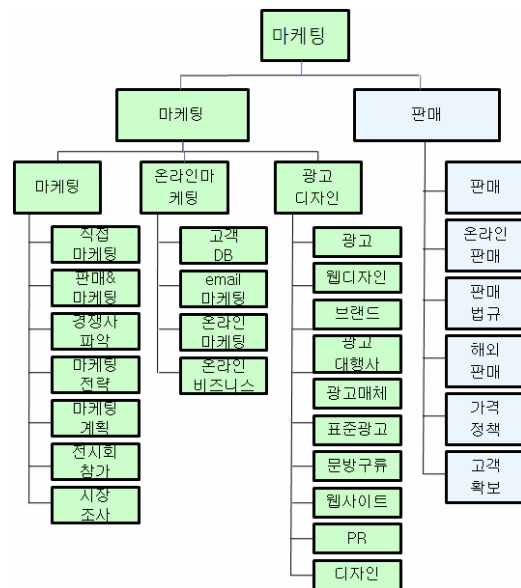 마케팅
마케팅
판매
마케팅
온라인마
케팅
광고
디자인
직접
마케팅
판매&
마케팅
경쟁사
파악
마케팅
전략
마케팅
계획
전시회
참가
시장
조사
고객
DB
email
마케팅
온라인
마케팅
온라인
비즈니스
광고
웹디자인
브랜드
광고
대행사
광고매체
표준광고
문방구류
웹사이트
PR
디자인
판매
온라인
판매
판매
법규
해외
판매
가격
정책
고객
확보